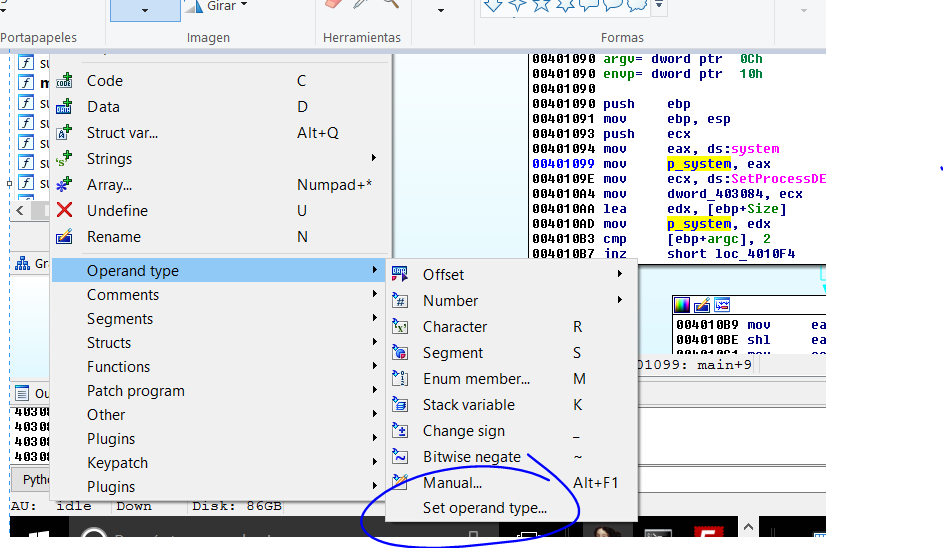 Girar
Portapapeles
Imagen
Herramientas
Formas
Code C
Data D
Struct var... Alt+Q
Strings
Array... Numpad+*
Undefine U
Rename N
Operand type
Comments
Segments
Structs
Functions
Patch program
Other
Plugins
Keypatch
Plugins
Offset
Number
Character R
Segment S
Enum member... M
Stack variable K
Change sign _
Bitwise negate ~
Manual... Alt+F1
Set operand type...
00401090 argv= dword ptr 0Ch
00401090 envp= dword ptr 10h
00401090
00401090 push ebp
00401091 mov ebp, esp
00401093 push ecx
00401094 mov eax, ds:system
00401099 mov p_system, eax
0040109E mov ecx, ds:SetProcessDE
004010A4 mov dword_403084, ecx
004010AA lea edx, [ebp+Size]
004010AD mov p_system, edx
004010B3 cmp [ebp+argc], 2
004010B7 jnz short loc_4010F4
004010B9 mov ea
004010BE shl ea
01099: main+9
Gr
Ou
40308
40308
40308
40308
Pyth
AU: idle Down Disk: 86GB